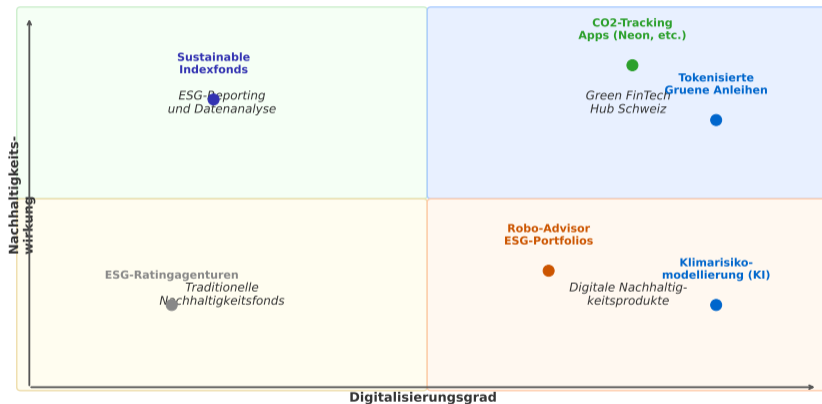 CO2-Tracking
Apps (Neon, etc.)
Sustainable
Indexfonds
Tokenisierte
Gruene Anleihen
ESG-Reporting
und Datenanalyse
Green FinTech
Hub Schweiz
Nachhaltigkeits-
wirkung
Robo-Advisor
ESG-Portfolios
ESG-Ratingagenturen
Klimarisiko-
modellierung (KI)
Traditionelle
Nachhaltigkeitsfonds
Digitale Nachhaltig-
keitsprodukte
Digitalisierungsgrad